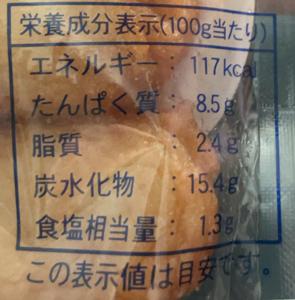 栄養成分表示(100g当たり)
エネルギー：117kcal
たんぱく質：8.5g
脂質：2.4g
炭水化物：15.4g
食塩相当量：1.3g
この表示値は目安です。